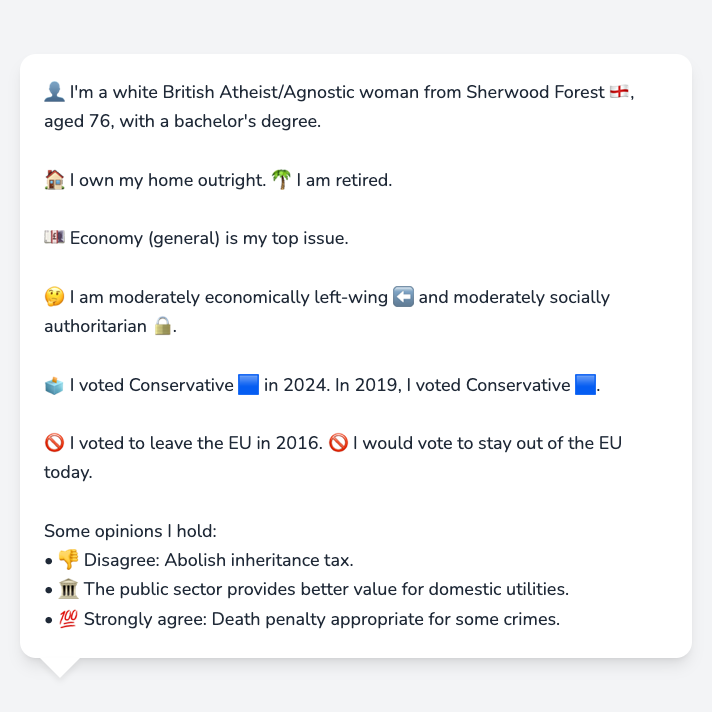 👤 I'm a white British Atheist/Agnostic woman from Sherwood Forest 🏴󠁧󠁢󠁥󠁮󠁧󠁿,
aged 76, with a bachelor's degree.
🏠 I own my home outright. 🌴 I am retired.
💷 Economy (general) is my top issue.
🤔 I am moderately economically left-wing ⬅️ and moderately socially
authoritarian 🔒.
🗳️ I voted Conservative 🟦 in 2024. In 2019, I voted Conservative 🟦.
🚫 I voted to leave the EU in 2016. 🚫 I would vote to stay out of the EU
today.
Some opinions I hold:
• 👎 Disagree: Abolish inheritance tax.
• 🏛️ The public sector provides better value for domestic utilities.
• 💯 Strongly agree: Death penalty appropriate for some crimes.